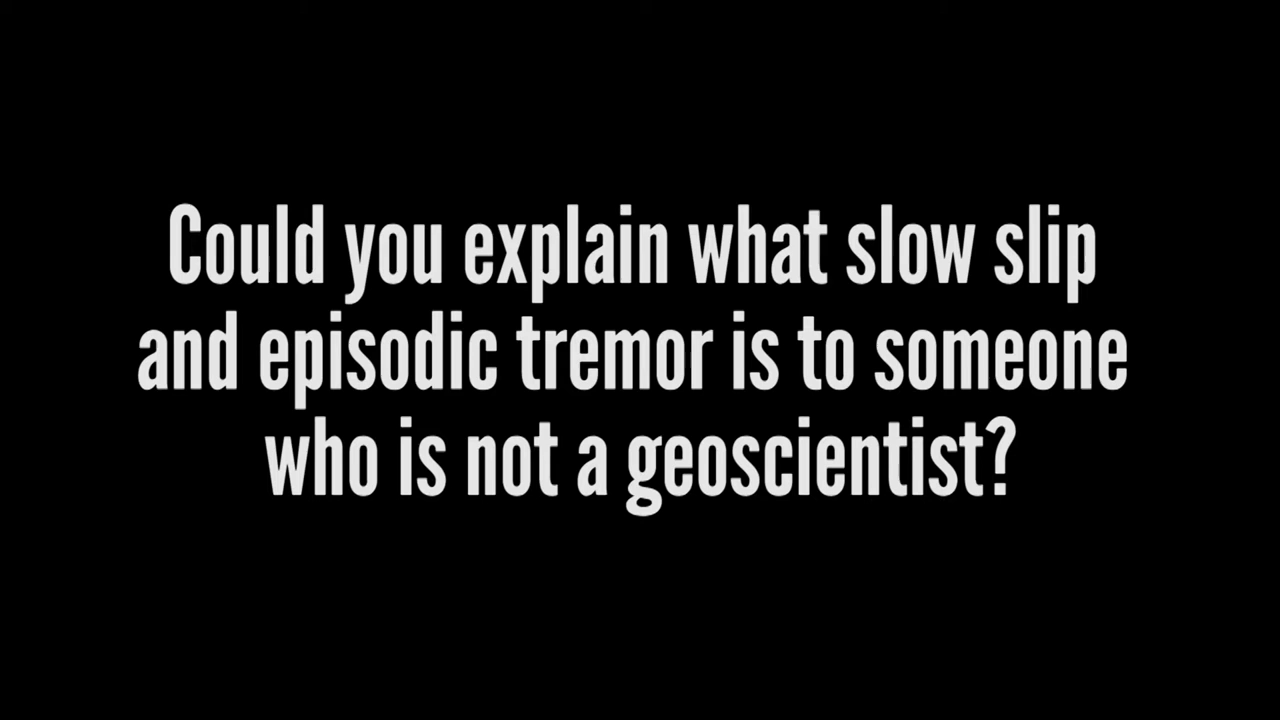 Could you explain what slow slip
and episodic tremor is to someone
who is not a geoscientist?